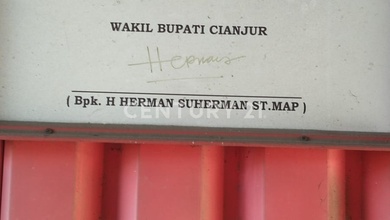 WAKIL BUPATI CIANJUR
Herman
( Bpk. H HERMAN SUHERMAN ST.MAP )
CENTURY 21